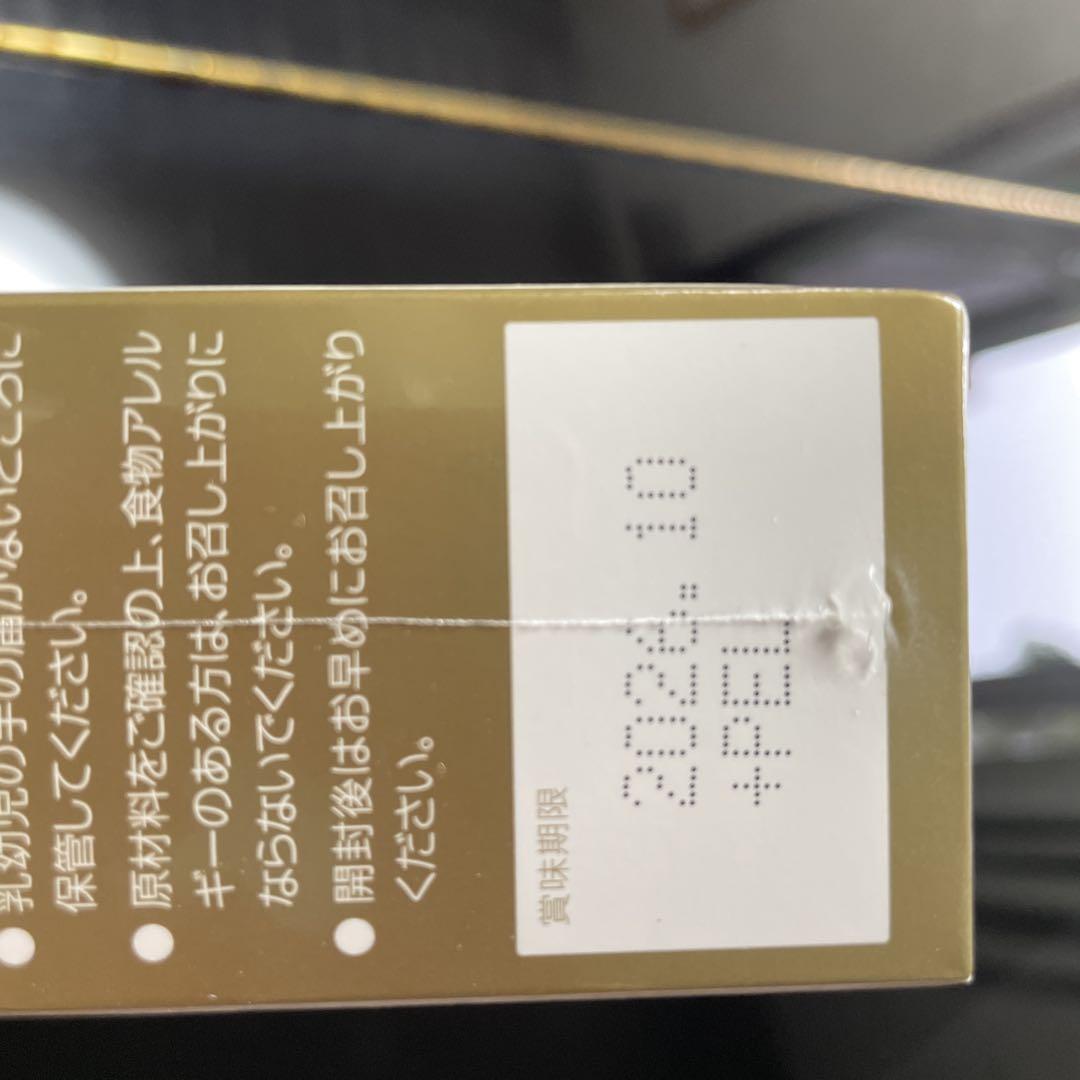 乳幼児の手の届かないところに
保管してください。
●原材料をご確認の上、食物アレル
ギーのある方は、お召し上がりに
ならないでください。
●開封後はお早めにお召し上がり
ください。
賞味期限
2026. 10
+PEL